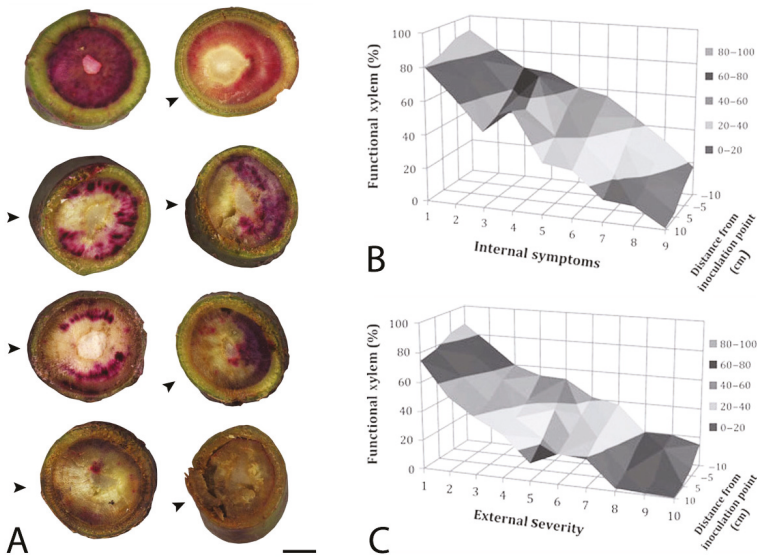 A
B
Functional xylem (%)
100
80
60
40
20
0
1 2 3 4 5 6 7 8 9
Internal symptoms
-10
-5
5
10
Distance from
inoculation point
(cm)
80-100
60-80
40-60
20-40
0-20
C
Functional xylem (%)
100
80
60
40
20
0
1 2 3 4 5 6 7 8 9 10
External Severity
-10
5
10
Distance from
inoculation point
(cm)
80-100
60-80
40-60
20-40
0-20